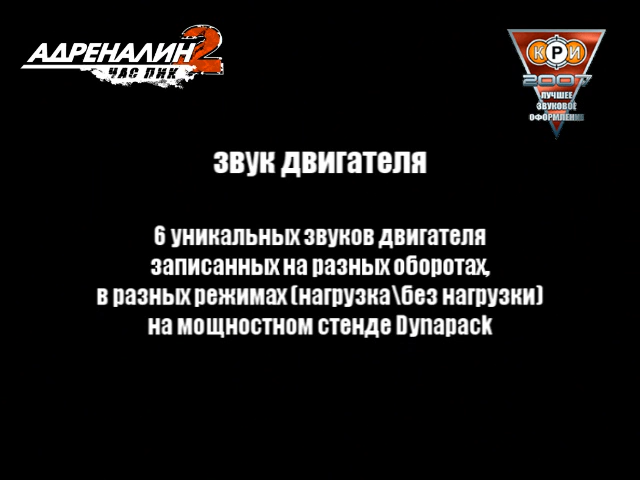 АДРЕНАЛИН 2
ЧАС ПИК
КРИ
2007
ЛУЧШЕЕ
ЗВУКОВОЕ
ОФОРМЛЕНИЕ
звук двигателя
6 уникальных звуков двигателя
записанных на разных оборотах,
в разных режимах (нагрузка\без нагрузки)
на мощностном стенде Dynapack